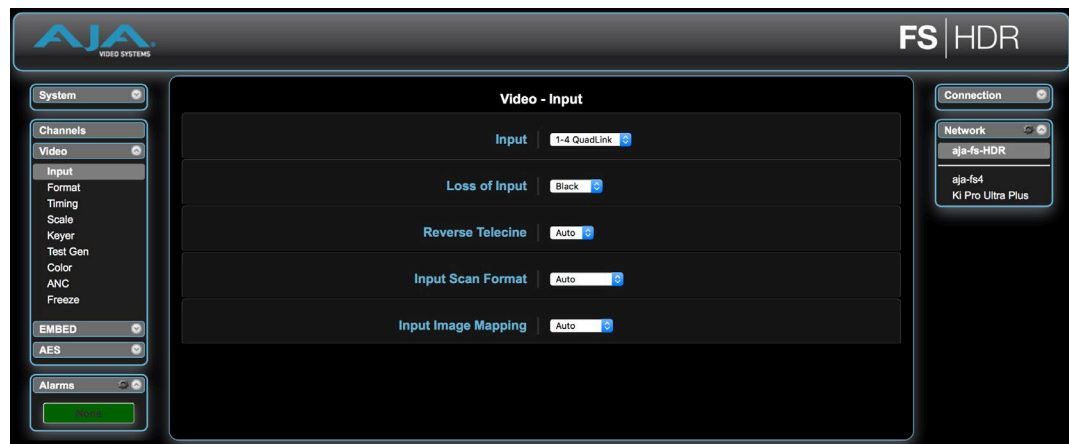 AJA
VIDEO SYSTEMS
FS|HDR
System
Channels
Video
Input
Format
Timing
Scale
Keyer
Test Gen
Color
ANC
Freeze
EMBED
AES
Alarms
None
Video - Input
Input 1-4 QuadLink
Loss of Input Black
Reverse Telecine Auto
Input Scan Format Auto
Input Image Mapping Auto
Connection
Network
aja-fs-HDR
aja-fs4
Ki Pro Ultra Plus